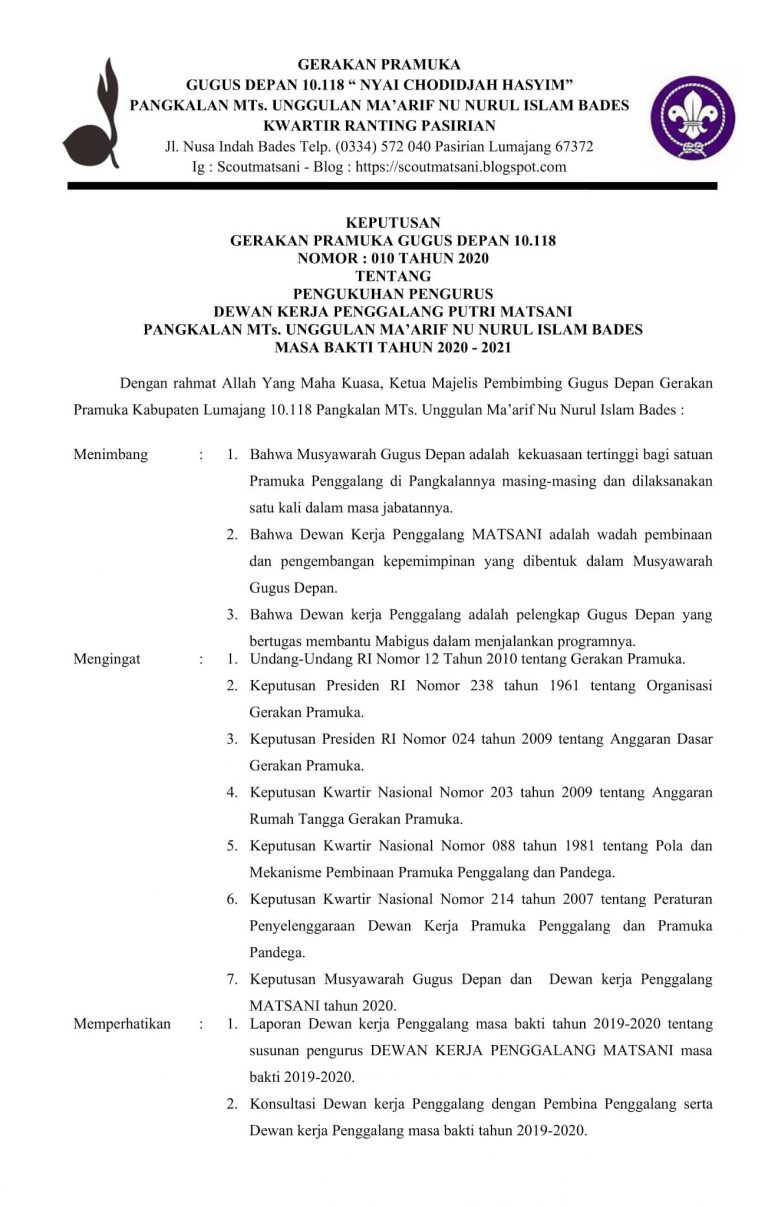 GERAKAN PRAMUKA
GUGUS DEPAN 10.118 “ NYAI CHODIDJAH HASYIM”
PANGKALAN MTs. UNGGULAN MA’ARIF NU NURUL ISLAM BADES
KWARTIR RANTING PASIRIAN
Jl. Nusa Indah Bades Telp. (0334) 572 040 Pasirian Lumajang 67372
Ig : Scoutmatsani - Blog : https://scoutmatsani.blogspot.com
KEPUTUSAN
GERAKAN PRAMUKA GUGUS DEPAN 10.118
NOMOR : 010 TAHUN 2020
TENTANG
PENGUKUHAN PENGURUS
DEWAN KERJA PENGGALANG PUTRI MATSANI
PANGKALAN MTs. UNGGULAN MA’ARIF NU NURUL ISLAM BADES
MASA BAKTI TAHUN 2020 - 2021
Dengan rahmat Allah Yang Maha Kuasa, Ketua Majelis Pembimbing Gugus Depan Gerakan
Pramuka Kabupaten Lumajang 10.118 Pangkalan MTs. Unggulan Ma’arif Nu Nurul Islam Bades :
Menimbang : 1. Bahwa Musyawarah Gugus Depan adalah kekuasaan tertinggi bagi satuan
Pramuka Penggalang di Pangkalannya masing-masing dan dilaksanakan
satu kali dalam masa jabatannya.
2. Bahwa Dewan Kerja Penggalang MATSANI adalah wadah pembinaan
dan pengembangan kepemimpinan yang dibentuk dalam Musyawarah
Gugus Depan.
3. Bahwa Dewan kerja Penggalang adalah pelengkap Gugus Depan yang
bertugas membantu Mabigus dalam menjalankan programnya.
Mengingat : 1. Undang-Undang RI Nomor 12 Tahun 2010 tentang Gerakan Pramuka.
2. Keputusan Presiden RI Nomor 238 tahun 1961 tentang Organisasi
Gerakan Pramuka.
3. Keputusan Presiden RI Nomor 024 tahun 2009 tentang Anggaran Dasar
Gerakan Pramuka.
4. Keputusan Kwartir Nasional Nomor 203 tahun 2009 tentang Anggaran
Rumah Tangga Gerakan Pramuka.
5. Keputusan Kwartir Nasional Nomor 088 tahun 1981 tentang Pola dan
Mekanisme Pembinaan Pramuka Penggalang dan Pandega.
6. Keputusan Kwartir Nasional Nomor 214 tahun 2007 tentang Peraturan
Penyelenggaraan Dewan Kerja Pramuka Penggalang dan Pramuka
Pandega.
7. Keputusan Musyawarah Gugus Depan dan Dewan kerja Penggalang
MATSANI tahun 2020.
Memperhatikan : 1. Laporan Dewan kerja Penggalang masa bakti tahun 2019-2020 tentang
susunan pengurus DEWAN KERJA PENGGALANG MATSANI masa
bakti 2019-2020.
2. Konsultasi Dewan kerja Penggalang dengan Pembina Penggalang serta
Dewan kerja Penggalang masa bakti tahun 2019-2020.